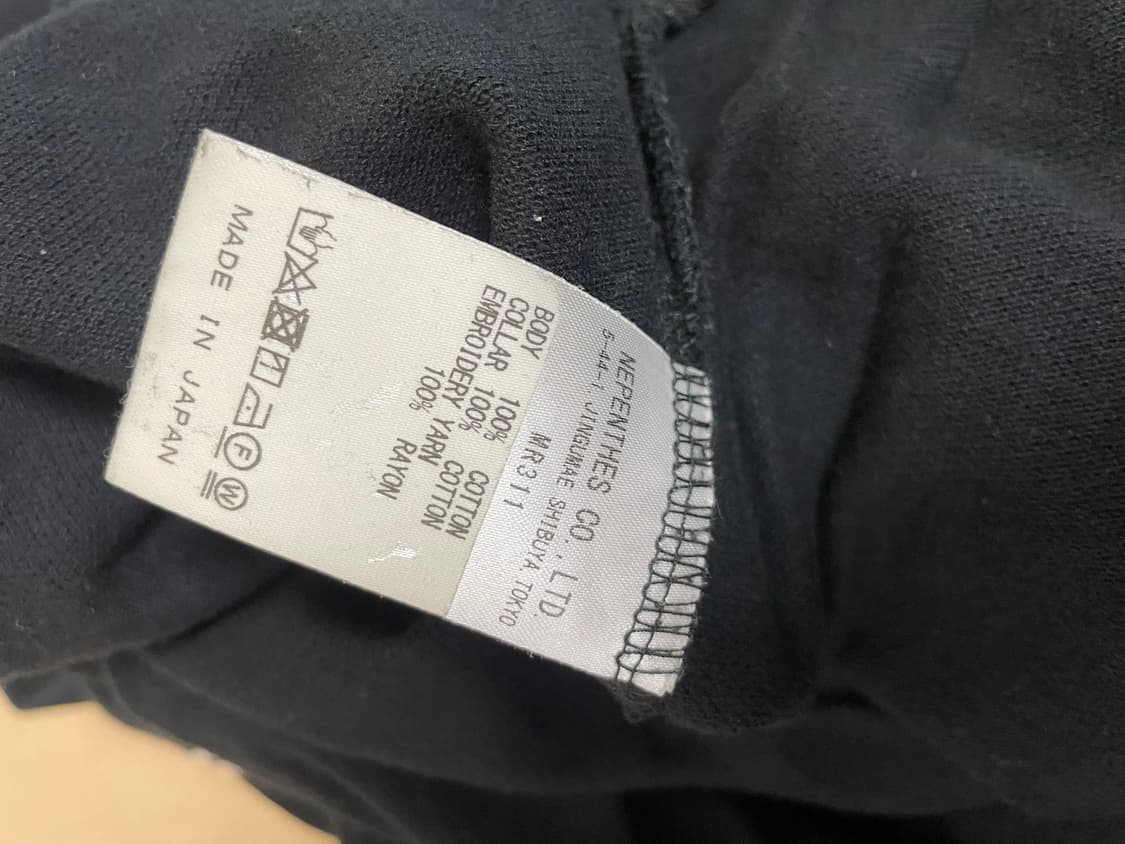 NEPENTHES CO., LTD.
5-44-1 JINGUMAE SHIBUYA, TOKYO
MR311
BODY 100% COTTON
COLLAR 100% COTTON
EMBROIDERY YARN
100% RAYON
F W
MADE IN JAPAN